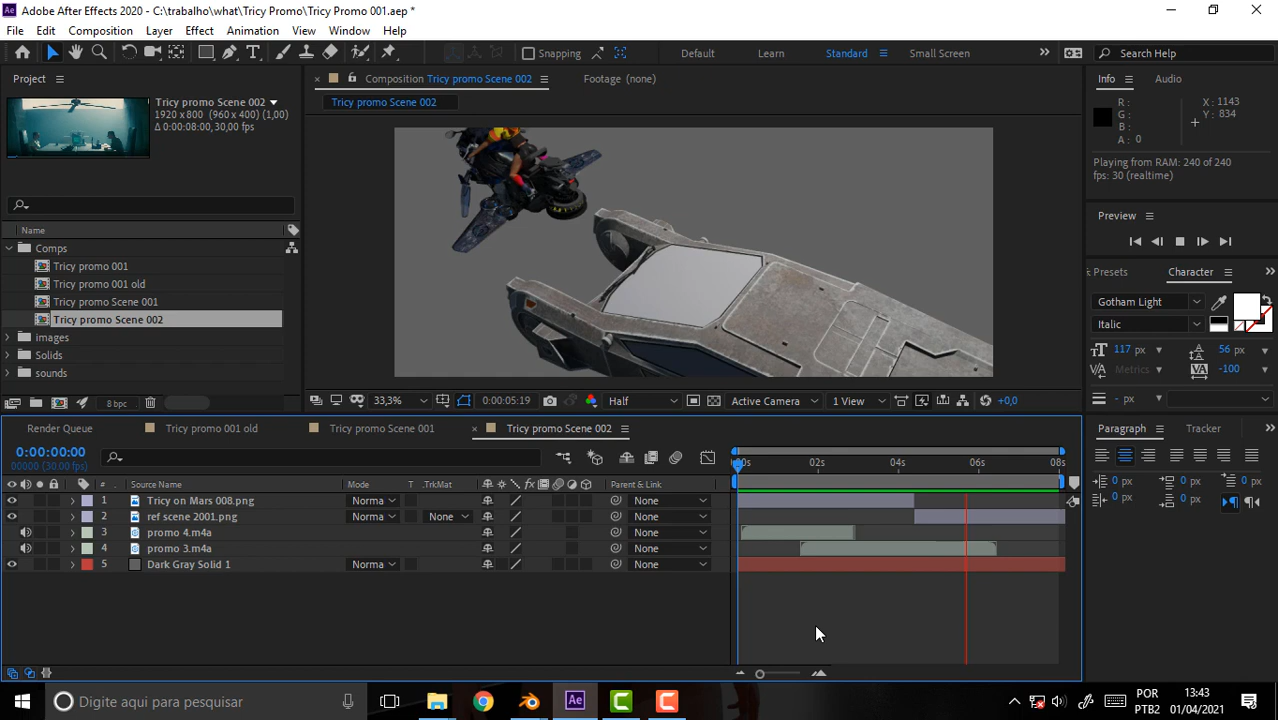 Adobe After Effects 2020 - C:\trabalho\what\Tricy Promo\Tricy Promo 001.aep *
File Edit Composition Layer Effect Animation View Window Help
Snapping Default Learn Standard Small Screen Search Help
Project
Tricy promo Scene 002
1920 x 800 (960 x 400) (1,00)
Δ 0:00:08:00, 30,00 fps
Name
Comps
Tricy promo 001
Tricy promo 001 old
Tricy promo Scene 001
Tricy promo Scene 002
images
Solids
sounds
8 bpc
Composition Tricy promo Scene 002
Footage (none)
Tricy promo Scene 002
33,3% 0:00:05:19 Half Active Camera 1 View +0,0
Info Audio
R :
G :
B :
A : 0
X : 1143
Y : 834
Playing from RAM: 240 of 240
fps: 30 (realtime)
Preview
Presets Character
Gotham Light
Italic
117 px 56 px
Metrics -100
- px
Paragraph Tracker
0 px 0 px 0 px
0 px 0 px
Render Queue Tricy promo 001 old Tricy promo Scene 001 Tricy promo Scene 002
0:00:00:00
00000 (30.00 fps)
:00s 02s 04s 06s 08s
# Source Name Mode T .TrkMat Parent & Link
1 Tricy on Mars 008.png Norma None
2 ref scene 2001.png Norma None None
3 promo 4.m4a None
4 promo 3.m4a None
5 Dark Gray Solid 1 Norma None
Digite aqui para pesquisar
POR
PTB2
13:43
01/04/2021